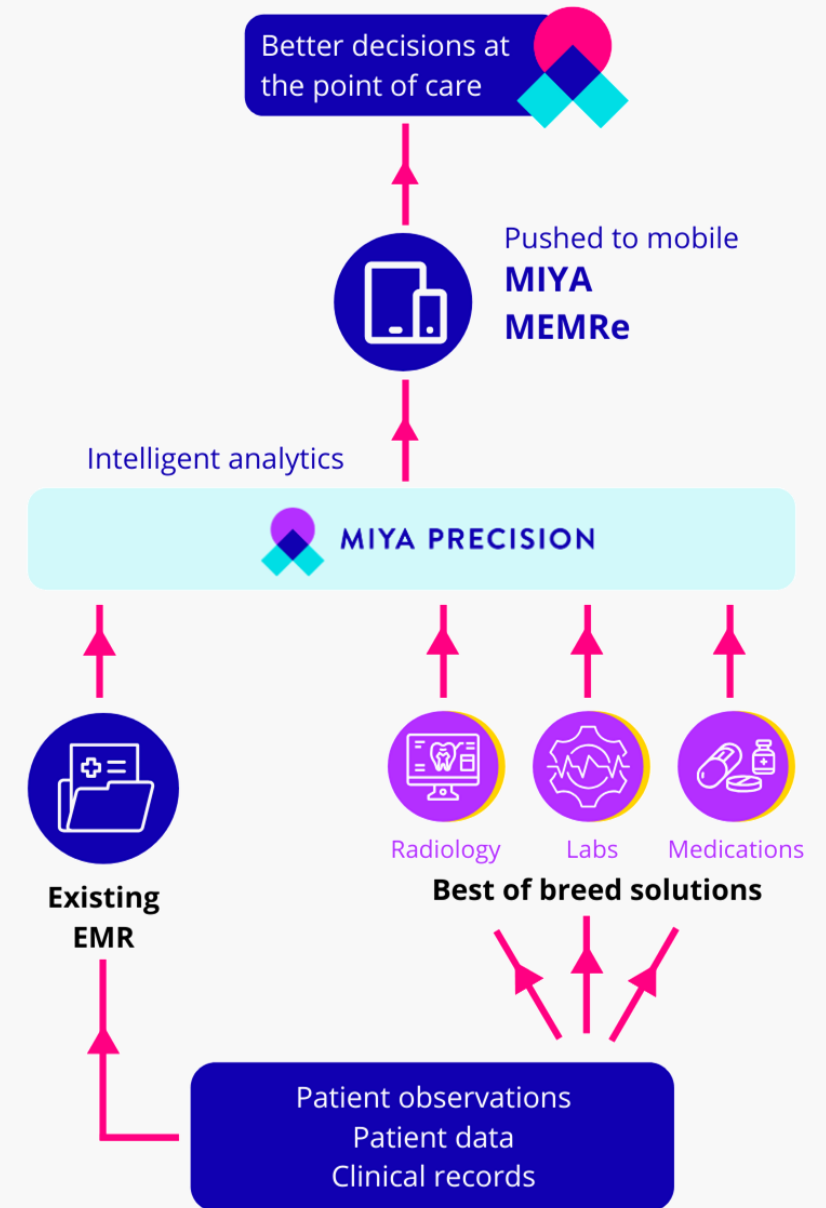 Better decisions at
the point of care
Pushed to mobile
MIYA
MEMRe
Intelligent analytics
MIYA PRECISION
Radiology
Labs
Medications
Existing
EMR
Best of breed solutions
Patient observations
Patient data
Clinical records